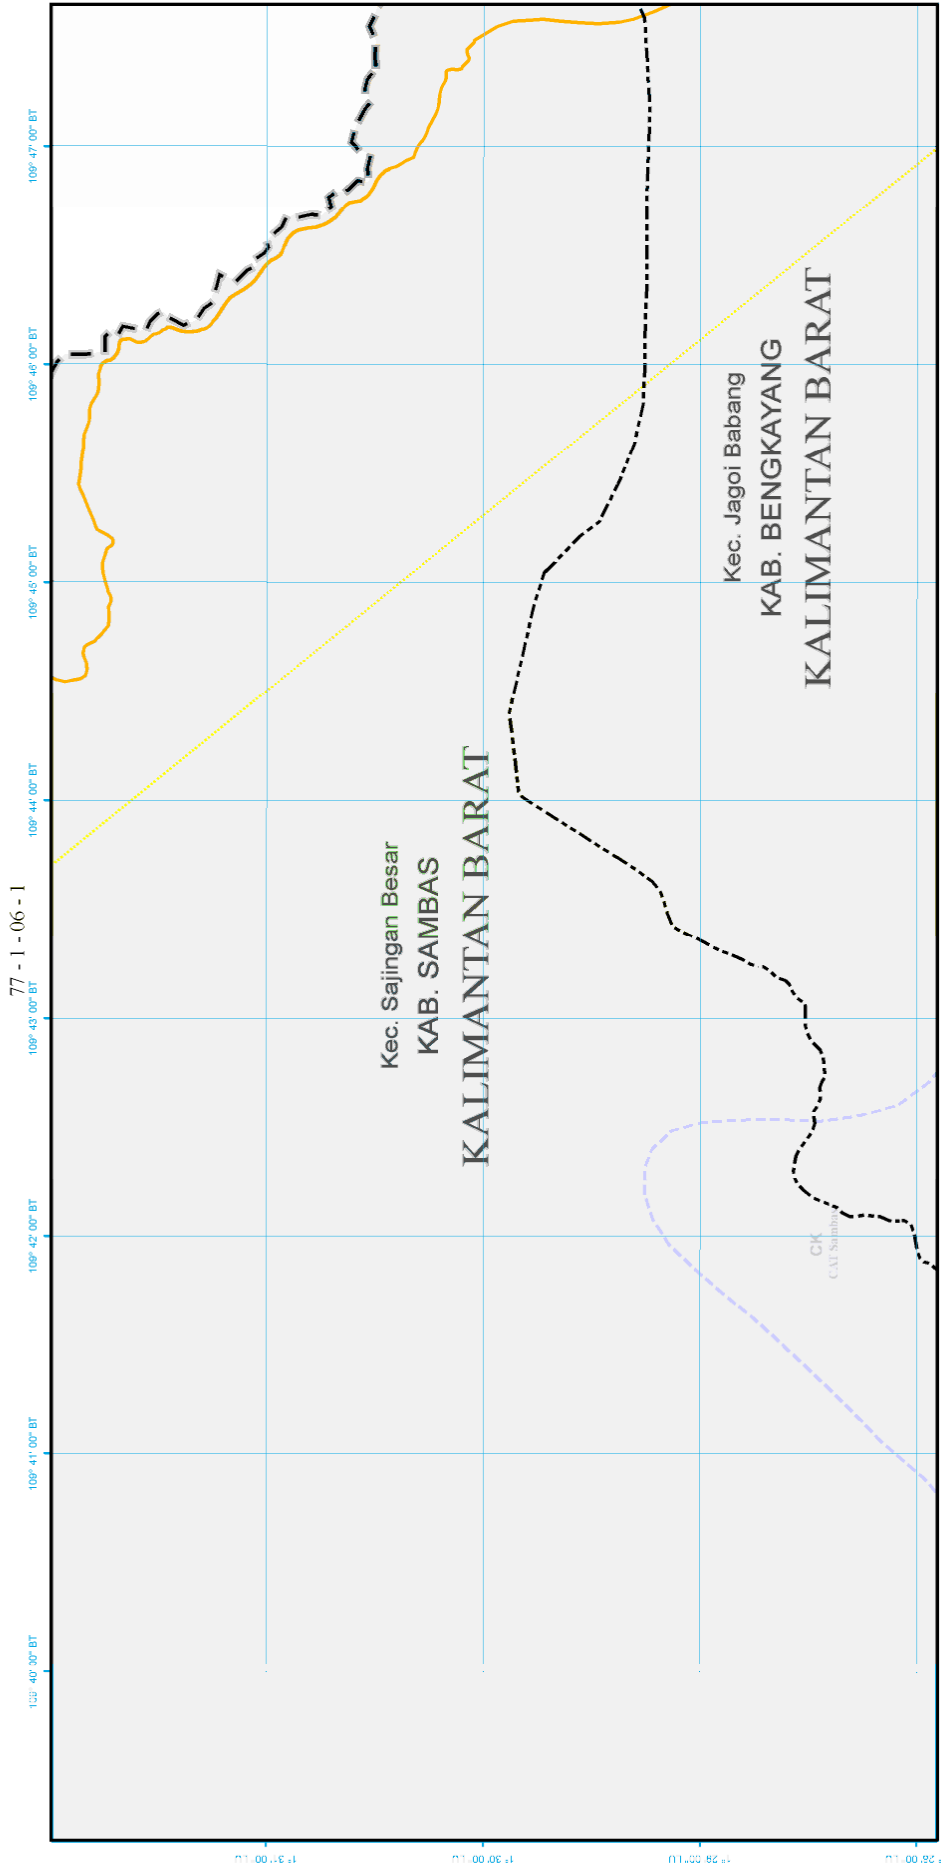 77 - 1 - 06 - 1
109° 41' 00" BT
109° 42' 00" BT
109° 43' 00" BT
109° 44' 00" BT
109° 45' 00" BT
109° 46' 00" BT
109° 47' 00" BT
Kec. Sajingan Besar
KAB. SAMBAS
KALIMANTAN BARAT
Kec. Jagoi Babang
KAB. BENGKAYANG
KALIMANTAN BARAT
CK
CAT Sambas